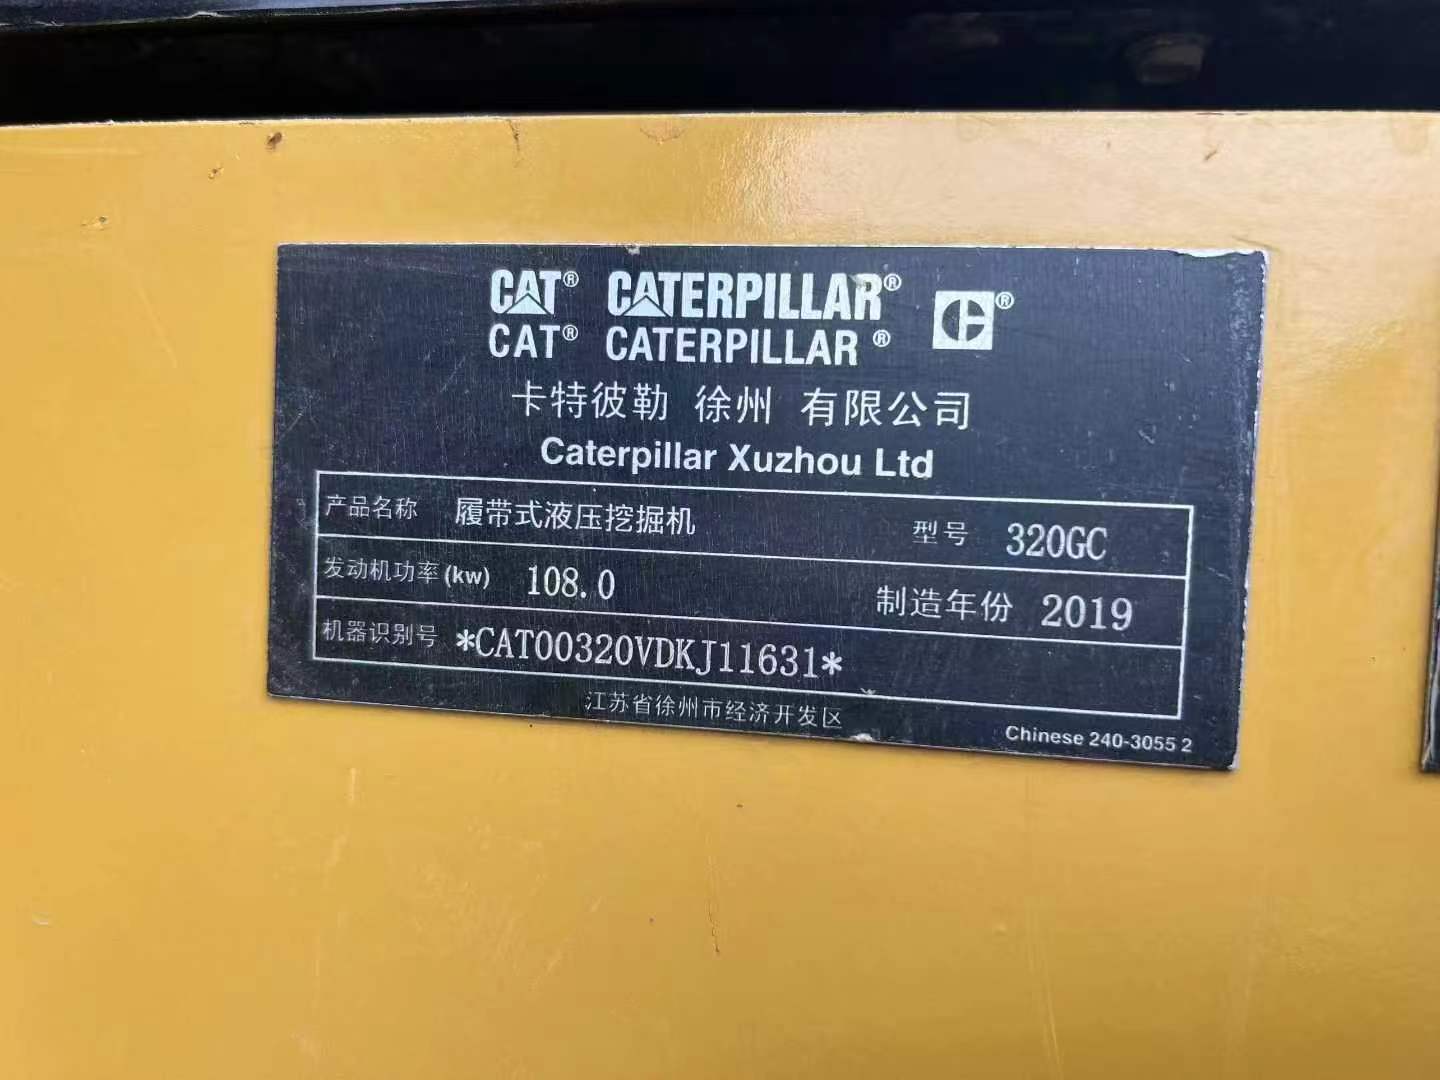 CAT® CATERPILLAR®
CAT® CATERPILLAR® C®
卡特彼勒 徐州 有限公司
Caterpillar Xuzhou Ltd
产品名称 履带式液压挖掘机 型号 320GC
发动机功率(kw) 108.0 制造年份 2019
机器识别号 *CAT00320VDKJ11631*
江苏省徐州市经济开发区
Chinese 240-3055 2